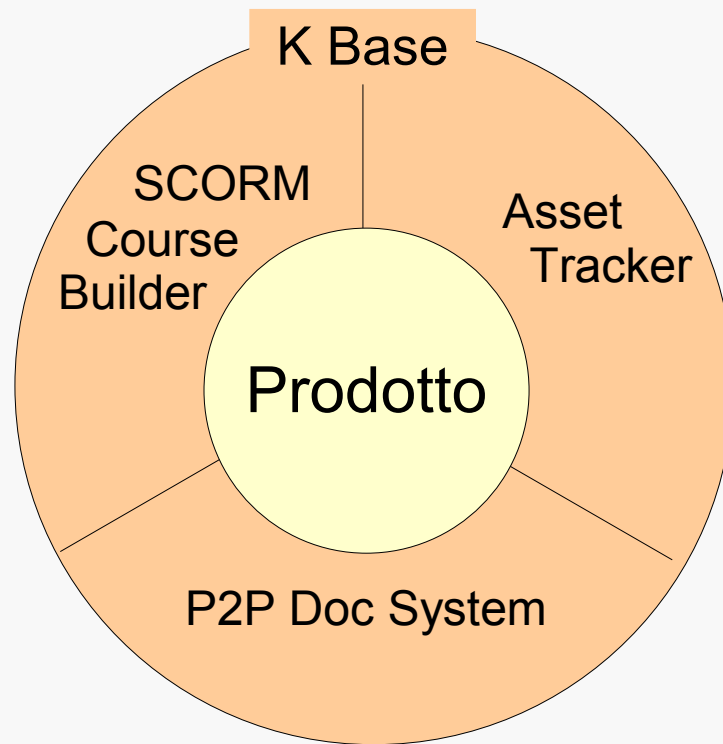 K Base
SCORM
Course
Builder
Asset
Tracker
Prodotto
P2P Doc System